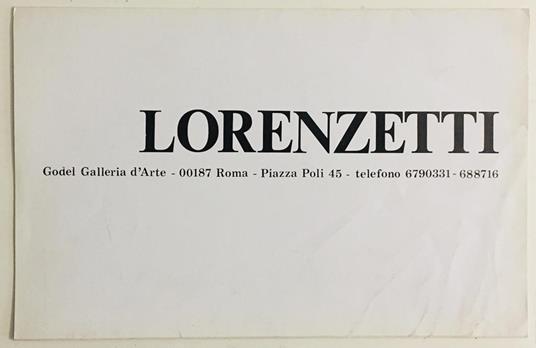 LORENZETTI
Godel Galleria d'Arte - 00187 Roma - Piazza Poli 45 - telefono 6790331-688716